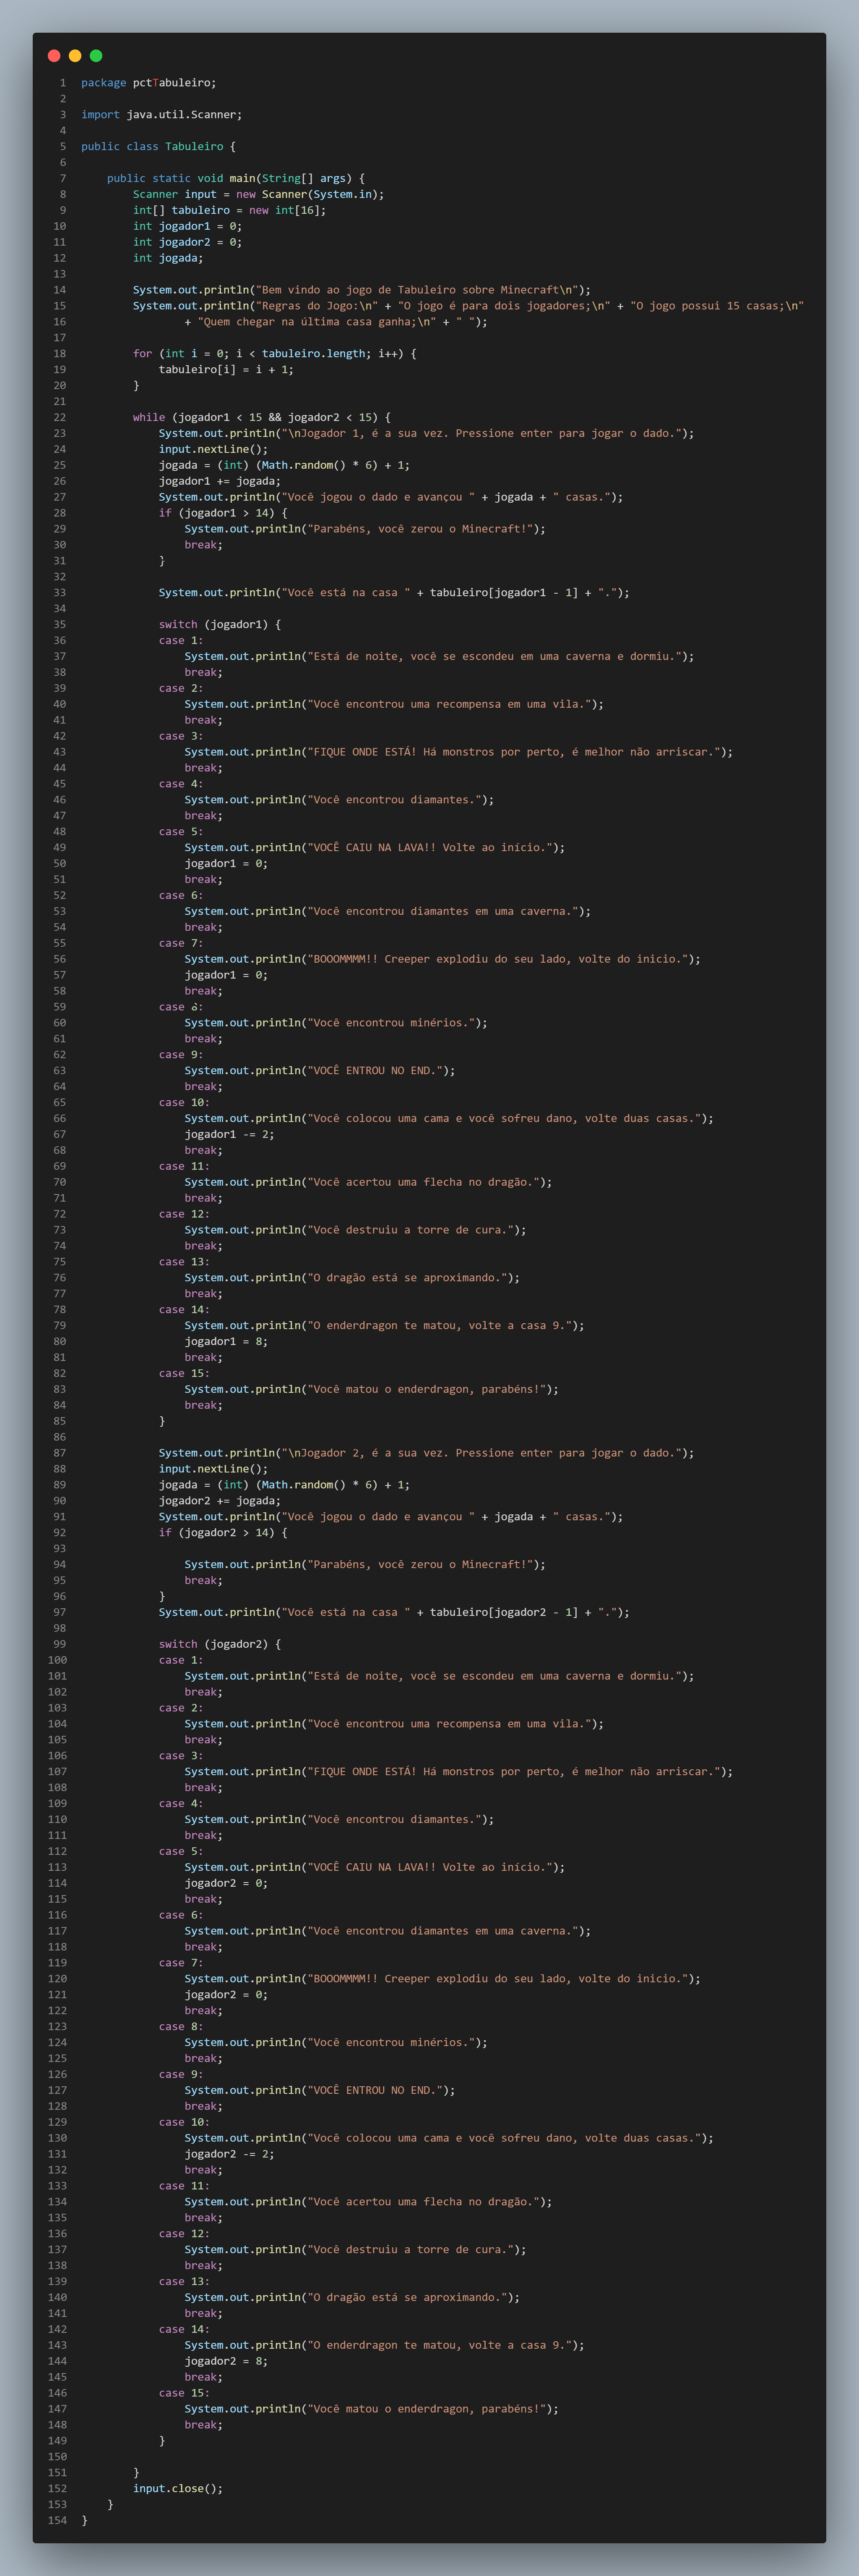 1 package pctTabuleiro;
2
3 import java.util.Scanner;
4
5 public class Tabuleiro {
6
7     public static void main(String[] args) {
8         Scanner input = new Scanner(System.in);
9         int[] tabuleiro = new int[16];
10         int jogador1 = 0;
11         int jogador2 = 0;
12         int jogada;
13
14         System.out.println("Bem vindo ao jogo de Tabuleiro sobre Minecraft\n");
15         System.out.println("Regras do Jogo:\n" + "O jogo é para dois jogadores;\n" + "O jogo possui 15 casas;\n"
16                 + "Quem chegar na última casa ganha;\n" + " ");
17
18         for (int i = 0; i < tabuleiro.length; i++) {
19             tabuleiro[i] = i + 1;
20         }
21
22         while (jogador1 < 15 && jogador2 < 15) {
23             System.out.println("\nJogador 1, é a sua vez. Pressione enter para jogar o dado.");
24             input.nextLine();
25             jogada = (int) (Math.random() * 6) + 1;
26             jogador1 += jogada;
27             System.out.println("Você jogou o dado e avançou " + jogada + " casas.");
28             if (jogador1 > 14) {
29                 System.out.println("Parabéns, você zerou o Minecraft!");
30                 break;
31             }
32
33             System.out.println("Você está na casa " + tabuleiro[jogador1 - 1] + ".");
34
35             switch (jogador1) {
36             case 1:
37                 System.out.println("Está de noite, você se escondeu em uma caverna e dormiu.");
38                 break;
39             case 2:
40                 System.out.println("Você encontrou uma recompensa em uma vila.");
41                 break;
42             case 3:
43                 System.out.println("FIQUE ONDE ESTÁ! Há monstros por perto, é melhor não arriscar.");
44                 break;
45             case 4:
46                 System.out.println("Você encontrou diamantes.");
47                 break;
48             case 5:
49                 System.out.println("VOCÊ CAIU NA LAVA!! Volte ao início.");
50                 jogador1 = 0;
51                 break;
52             case 6:
53                 System.out.println("Você encontrou diamantes em uma caverna.");
54                 break;
55             case 7:
56                 System.out.println("BOOOMMMM!! Creeper explodiu do seu lado, volte do inicio.");
57                 jogador1 = 0;
58                 break;
59             case 8:
60                 System.out.println("Você encontrou minérios.");
61                 break;
62             case 9:
63                 System.out.println("VOCÊ ENTROU NO END.");
64                 break;
65             case 10:
66                 System.out.println("Você colocou uma cama e você sofreu dano, volte duas casas.");
67                 jogador1 -= 2;
68                 break;
69             case 11:
70                 System.out.println("Você acertou uma flecha no dragão.");
71                 break;
72             case 12:
73                 System.out.println("Você destruiu a torre de cura.");
74                 break;
75             case 13:
76                 System.out.println("O dragão está se aproximando.");
77                 break;
78             case 14:
79                 System.out.println("O enderdragon te matou, volte a casa 9.");
80                 jogador1 = 8;
81                 break;
82             case 15:
83                 System.out.println("Você matou o enderdragon, parabéns!");
84                 break;
85             }
86
87             System.out.println("\nJogador 2, é a sua vez. Pressione enter para jogar o dado.");
88             input.nextLine();
89             jogada = (int) (Math.random() * 6) + 1;
90             jogador2 += jogada;
91             System.out.println("Você jogou o dado e avançou " + jogada + " casas.");
92             if (jogador2 > 14) {
93
94                 System.out.println("Parabéns, você zerou o Minecraft!");
95                 break;
96             }
97             System.out.println("Você está na casa " + tabuleiro[jogador2 - 1] + ".");
98
99             switch (jogador2) {
100             case 1:
101                 System.out.println("Está de noite, você se escondeu em uma caverna e dormiu.");
102                 break;
103             case 2:
104                 System.out.println("Você encontrou uma recompensa em uma vila.");
105                 break;
106             case 3:
107                 System.out.println("FIQUE ONDE ESTÁ! Há monstros por perto, é melhor não arriscar.");
108                 break;
109             case 4:
110                 System.out.println("Você encontrou diamantes.");
111                 break;
112             case 5:
113                 System.out.println("VOCÊ CAIU NA LAVA!! Volte ao início.");
114                 jogador2 = 0;
115                 break;
116             case 6:
117                 System.out.println("Você encontrou diamantes em uma caverna.");
118                 break;
119             case 7:
120                 System.out.println("BOOOMMMM!! Creeper explodiu do seu lado, volte do inicio.");
121                 jogador2 = 0;
122                 break;
123             case 8:
124                 System.out.println("Você encontrou minérios.");
125                 break;
126             case 9:
127                 System.out.println("VOCÊ ENTROU NO END.");
128                 break;
129             case 10:
130                 System.out.println("Você colocou uma cama e você sofreu dano, volte duas casas.");
131                 jogador2 -= 2;
132                 break;
133             case 11:
134                 System.out.println("Você acertou uma flecha no dragão.");
135                 break;
136             case 12:
137                 System.out.println("Você destruiu a torre de cura.");
138                 break;
139             case 13:
140                 System.out.println("O dragão está se aproximando.");
141                 break;
142             case 14:
143                 System.out.println("O enderdragon te matou, volte a casa 9.");
144                 jogador2 = 8;
145                 break;
146             case 15:
147                 System.out.println("Você matou o enderdragon, parabéns!");
148                 break;
149             }
150
151         }
152         input.close();
153     }
154 }